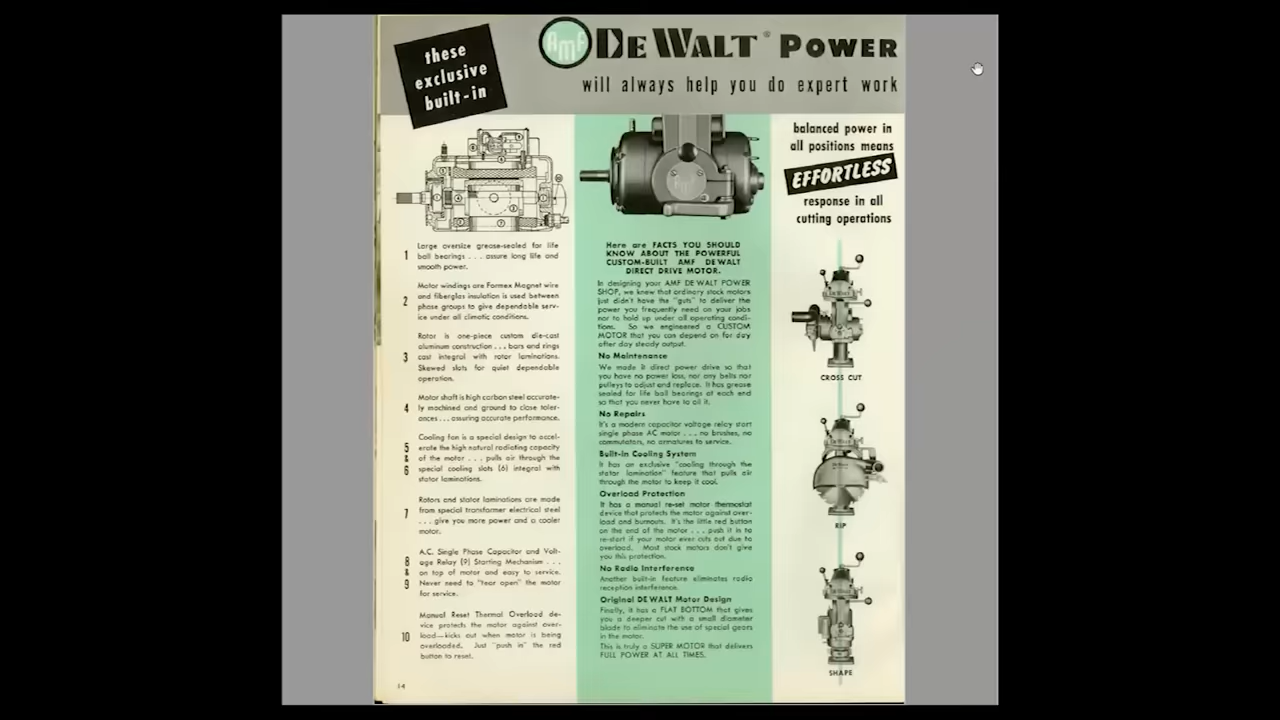 these
exclusive
built-in
AMF DEWALT® POWER
will always help you do expert work
1 Large oversize grease-sealed for life
ball bearings . . . assure long life and
smooth power.
2 Motor windings are Formex Magnet wire
and fiberglas insulation is used between
phase groups to give dependable serv-
ice under all climatic conditions.
3 Rotor is one-piece custom die-cast
aluminum construction . . . bars and rings
cast integral with rotor laminations.
Skewed slots for quiet dependable
operation.
4 Motor shaft is high carbon steel accurate-
ly machined and ground to close toler-
ances . . . assuring accurate performance.
5 & 6 Cooling fan is a special design to accel-
erate the high natural radiating capacity
of the motor . . . pulls air through the
special cooling slots (6) integral with
stator laminations.
7 Rotors and stator laminations are made
from special transformer electrical steel
. . . give you more power and a cooler
motor.
8 & 9 A.C. Single Phase Capacitor and Volt-
age Relay (9) Starting Mechanism . . .
on top of motor and easy to service.
Never need to "tear open" the motor
for service.
10 Manual Reset Thermal Overload de-
vice protects the motor against over-
load—kicks out when motor is being
overloaded. Just "push in" the red
button to reset.
14
Here are FACTS YOU SHOULD
KNOW ABOUT THE POWERFUL
CUSTOM-BUILT AMF DEWALT
DIRECT DRIVE MOTOR.
In designing your AMF DE WALT POWER
SHOP, we knew that ordinary stock motors
just didn't have the "guts" to deliver the
power you frequently need on your jobs
nor to hold up under all operating condi-
tions. So we engineered a CUSTOM
MOTOR that you can depend on for day
after day steady output.
No Maintenance
We made it direct power drive so that
you have no power loss, nor any belts nor
pulleys to adjust and replace. It has grease
sealed for life ball bearings at each end
so that you never have to oil it.
No Repairs
It's a modern capacitor voltage relay start
single phase AC motor . . . no brushes, no
commutators, no armatures to service.
Built-in Cooling System
It has an exclusive "cooling through the
stator lamination" feature that pulls air
through the motor to keep it cool.
Overload Protection
It has a manual re-set motor thermostat
device that protects the motor against over-
load and burnouts. It's the little red button
on the end of the motor . . . push it in to
re-start if your motor ever cuts out due to
overload. Most stock motors don't give
you this protection.
No Radio Interference
Another built-in feature eliminates radio
reception interference.
Original DE WALT Motor Design
Finally, it has a FLAT BOTTOM that gives
you a deeper cut with a small diameter
blade to eliminate the use of special gears
in the motor.
This is truly a SUPER MOTOR that delivers
FULL POWER AT ALL TIMES.
balanced power in
all positions means
EFFORTLESS
response in all
cutting operations
CROSS CUT
RIP
SHAPE